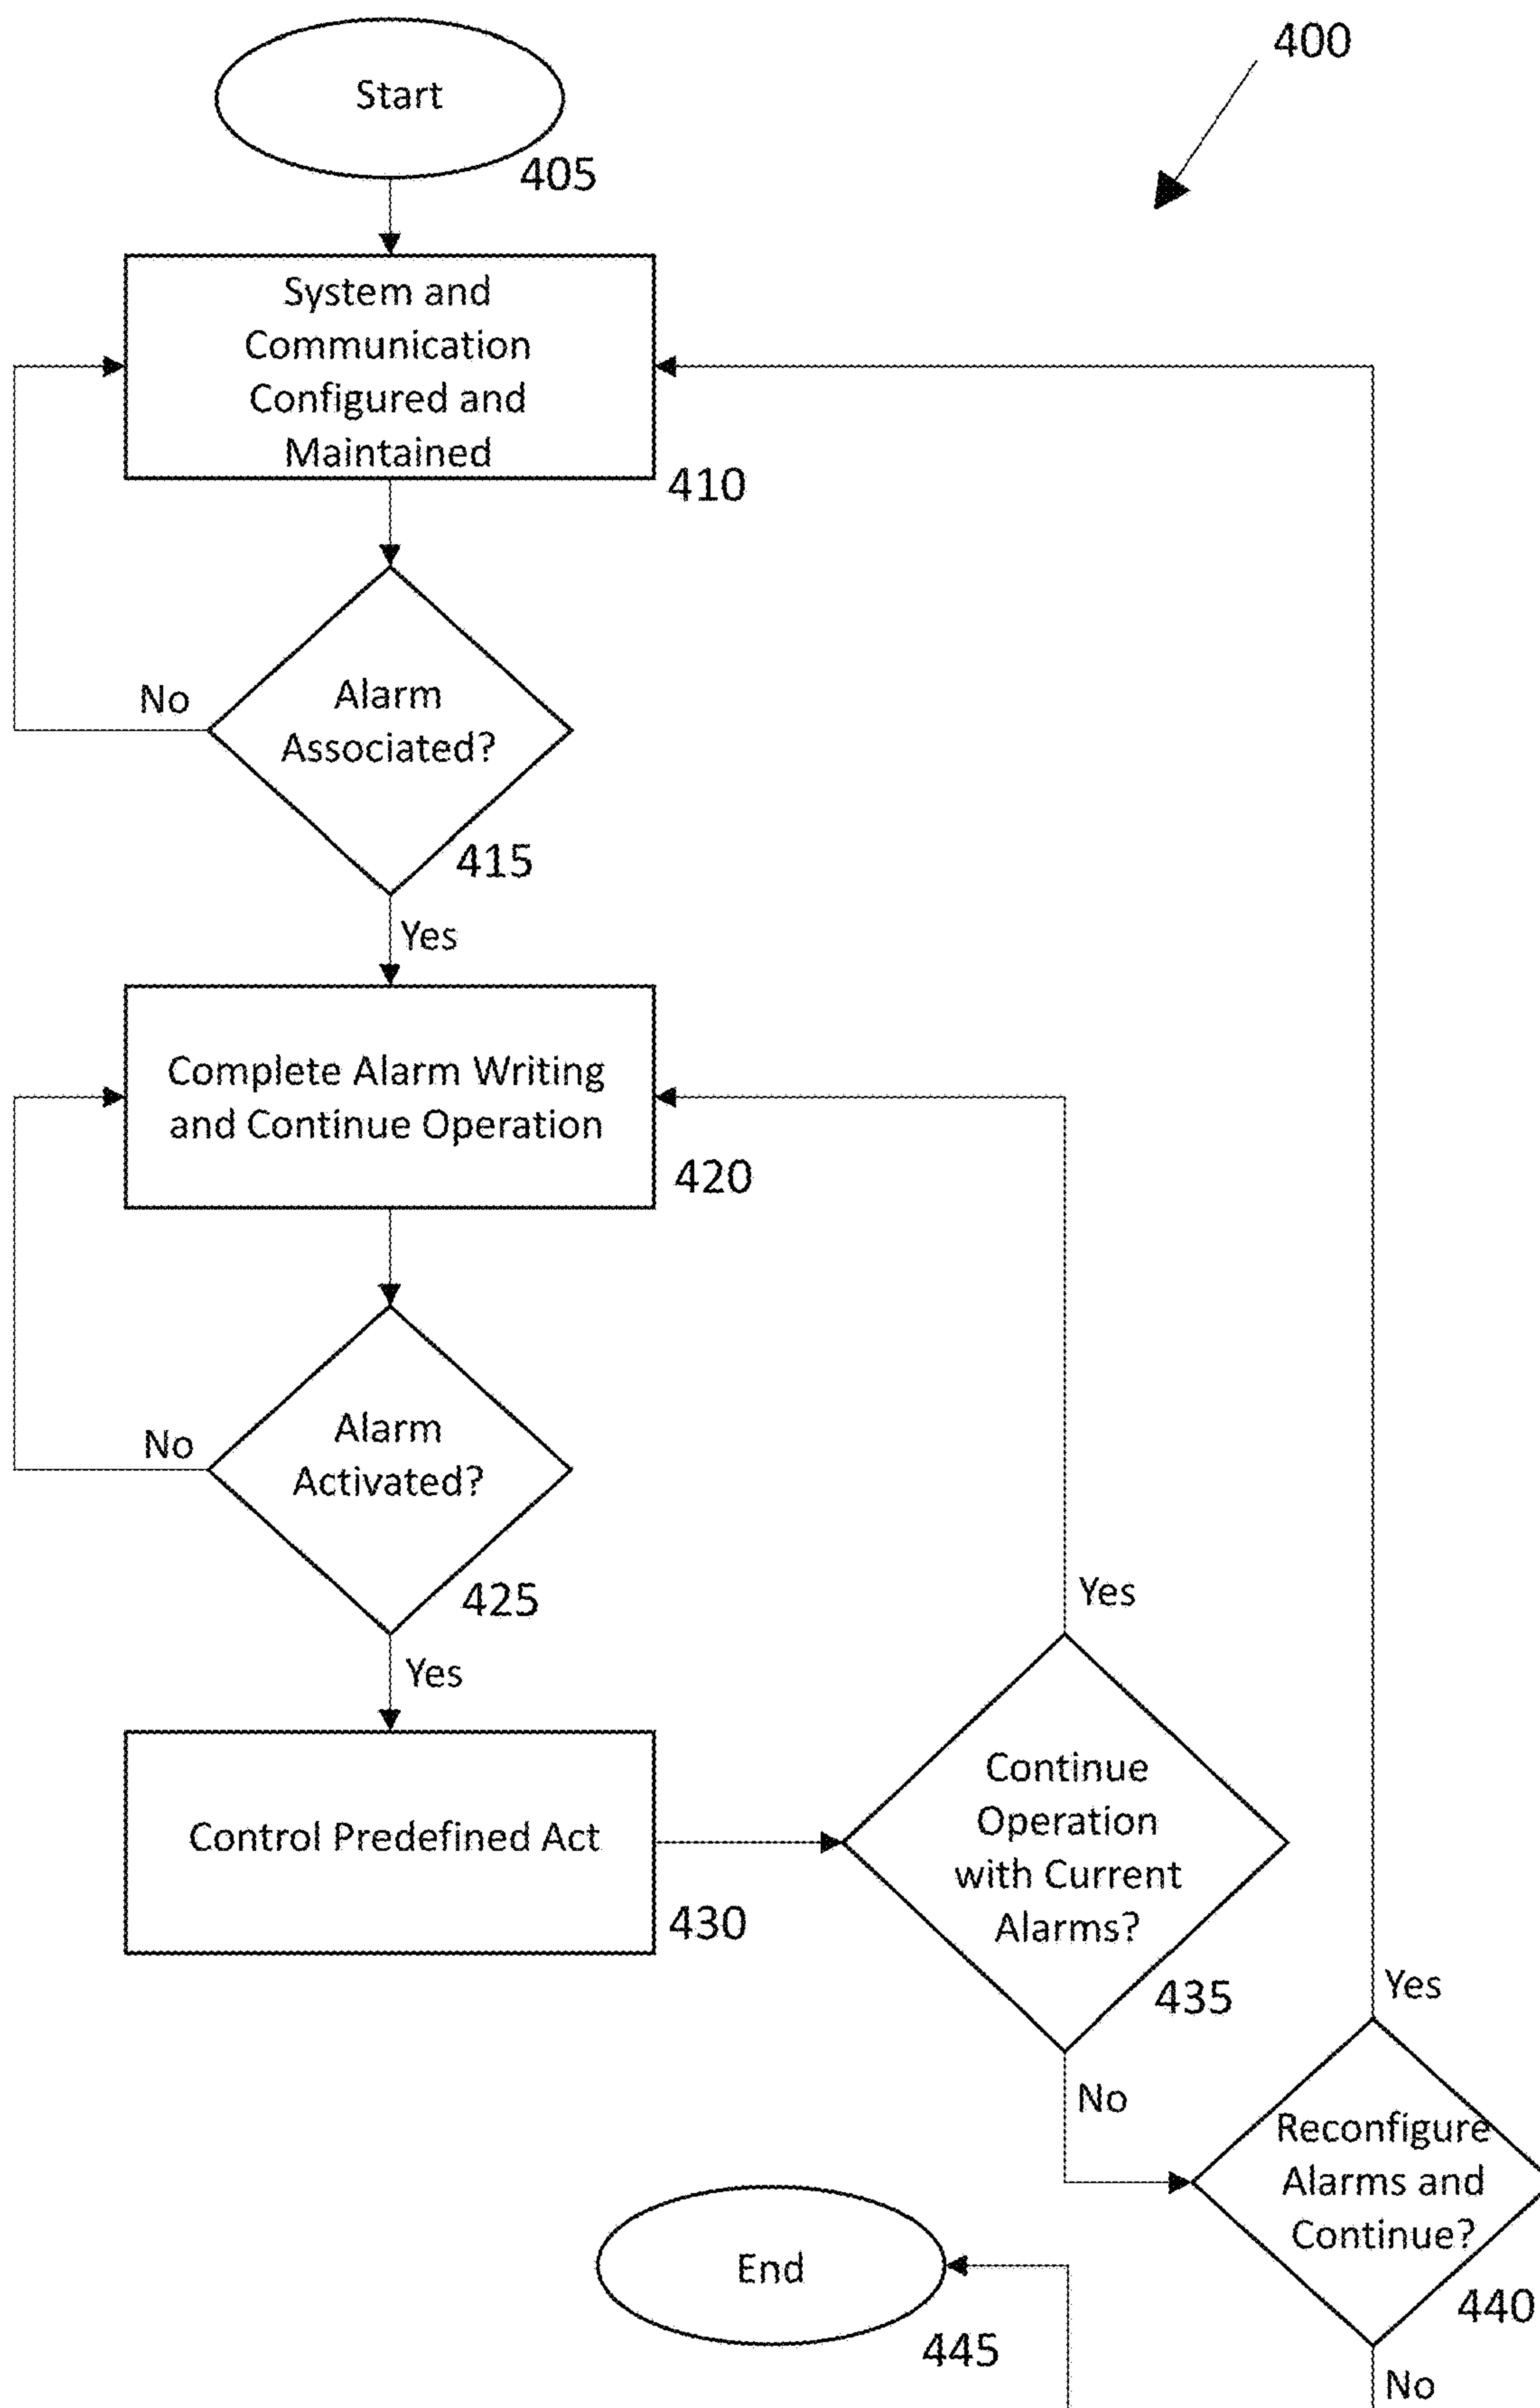 400
Start
405
System and
Communication
Configured and
Maintained
410
Alarm
Associated?
No
415
Yes
Complete Alarm Writing
and Continue Operation
420
Alarm
Activated?
No
425
Yes
Control Predefined Act
430
Yes
Continue
Operation
with Current
Alarms?
435
No
Yes
Reconfigure
Alarms and
Continue?
440
No
End
445